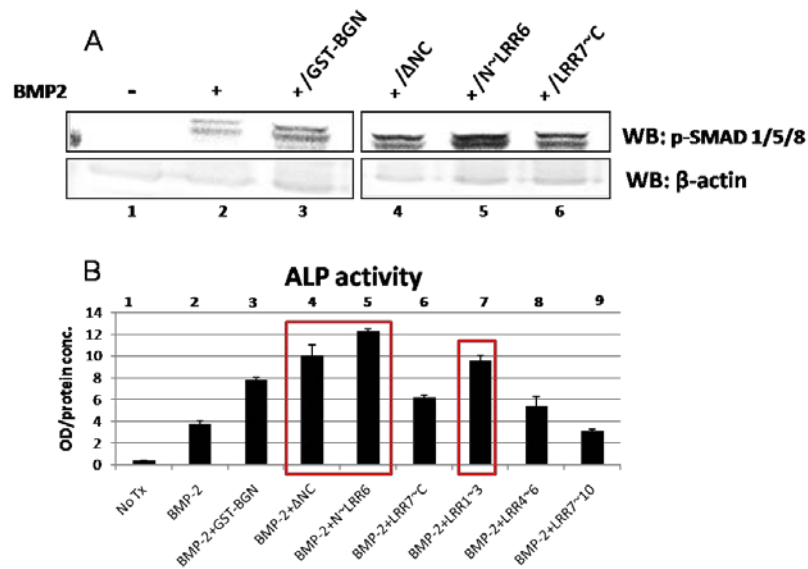 A
BMP2 - + +/GST-BGN +/ΔNC +/N~LRR6 +/LRR7~C
WB: p-SMAD 1/5/8
WB: β-actin
1 2 3 4 5 6
B
ALP activity
1 2 3 4 5 6 7 8 9
OD/protein conc.
14
12
10
8
6
4
2
0
No Tx
BMP-2
BMP-2+GST-BGN
BMP-2+ΔNC
BMP-2+N~LRR6
BMP-2+LRR7~C
BMP-2+LRR1~3
BMP-2+LRR4~6
BMP-2+LRR7~10